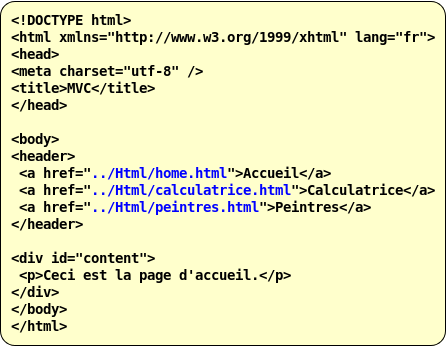 <!DOCTYPE html>
<html xmlns="http://www.w3.org/1999/xhtml" lang="fr">
<head>
<meta charset="utf-8" />
<title>MVC</title>
</head>

<body>
<header>
 <a href="../Html/home.html">Accueil</a>
 <a href="../Html/calculatrice.html">Calculatrice</a>
 <a href="../Html/peintres.html">Peintres</a>
</header>

<div id="content">
 <p>Ceci est la page d'accueil.</p>
</div>
</body>
</html>